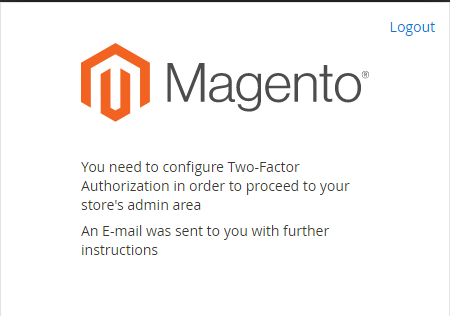 Logout
Magento®
You need to configure Two-Factor
Authorization in order to proceed to your
store's admin area
An E-mail was sent to you with further
instructions